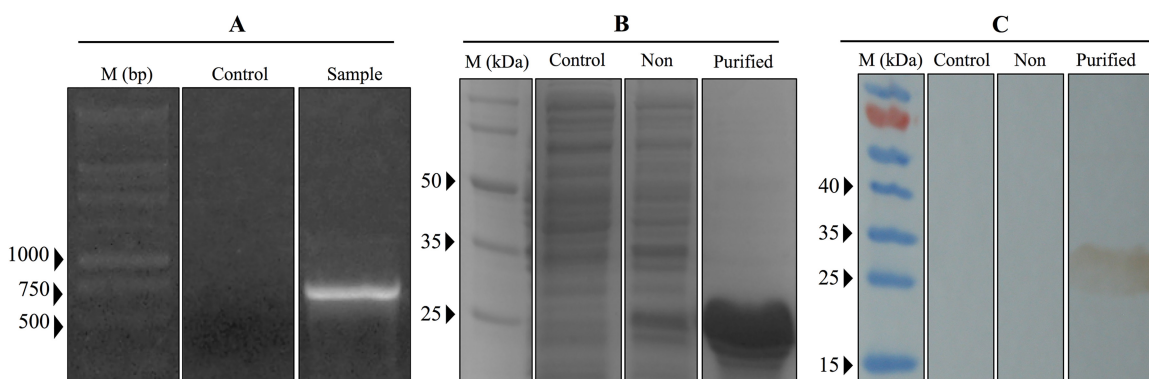 A
M (bp) Control Sample
1000
750
500
B
M (kDa) Control Non Purified
50
35
25
C
M (kDa) Control Non Purified
40
35
25
15